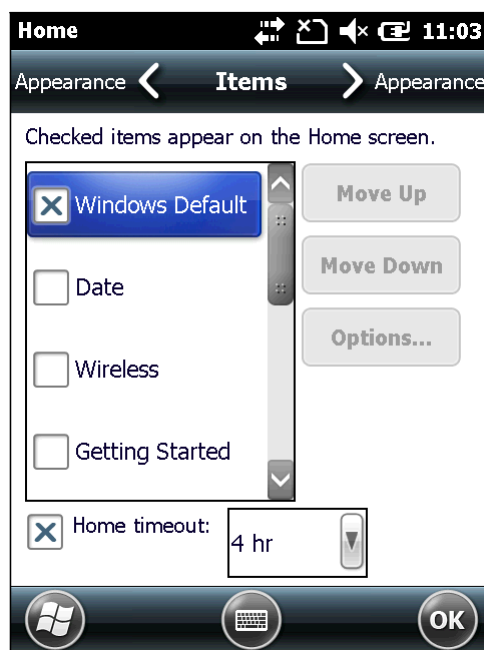 Home 11:03
Appearance Items Appearance
Checked items appear on the Home screen.
Windows Default
Move Up
Date
Move Down
Wireless
Options...
Getting Started
Home timeout: 4 hr
OK